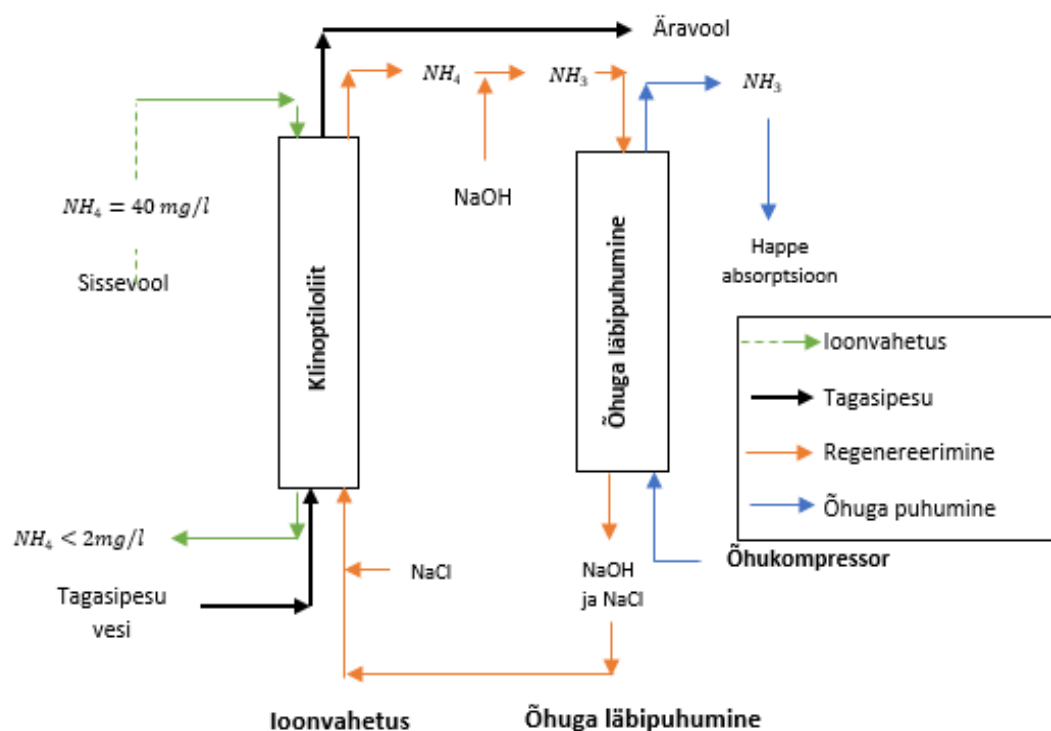 Äravool
NH₄
NH₃
NH₃
NaOH
NH₄ = 40 mg/l
Sissevool
Klinoptiloliit
Õhuga läbipuhumine
Happe
absorptsioon
Ioonvahetus
Tagasipesu
Regenereerimine
Õhuga puhumine
NH₄ < 2mg/l
NaCl
NaOH
ja NaCl
Õhukompressor
Tagasipesu
vesi
Ioonvahetus
Õhuga läbipuhumine